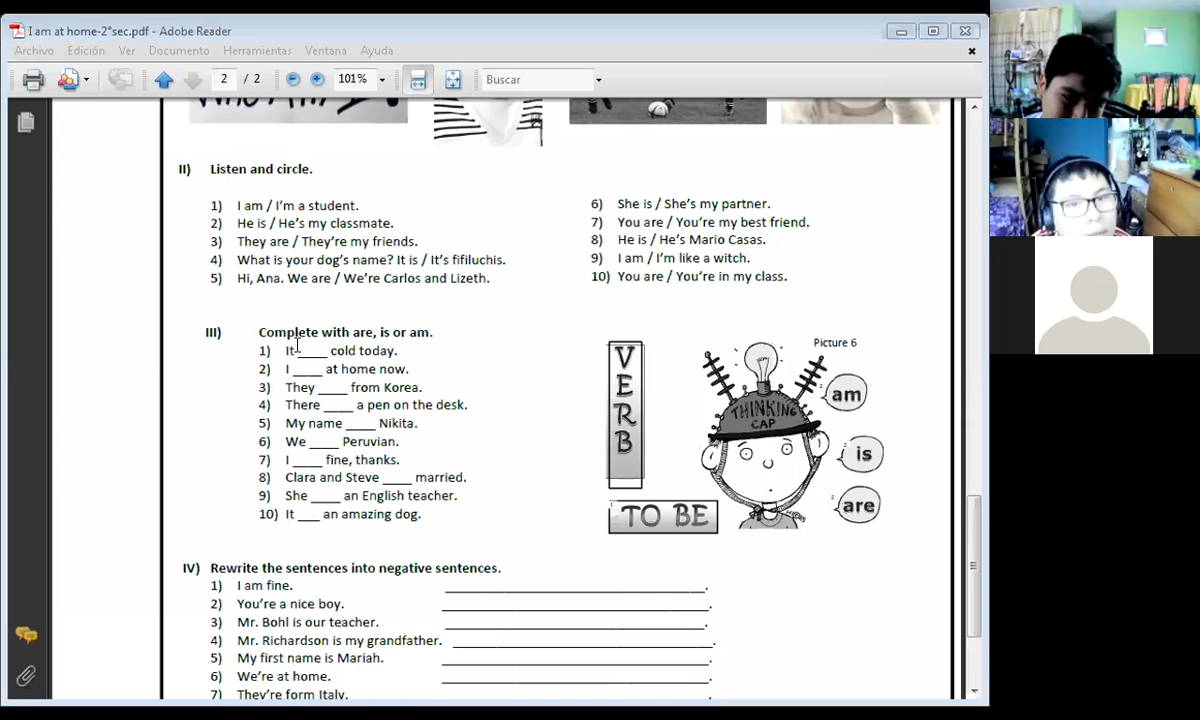 I am at home-2°sec.pdf - Adobe Reader
Archivo Edición Ver Documento Herramientas Ventana Ayuda
2 / 2 101% Buscar
II) Listen and circle.
1) I am / I'm a student.
2) He is / He's my classmate.
3) They are / They're my friends.
4) What is your dog's name? It is / It's fifiluchis.
5) Hi, Ana. We are / We're Carlos and Lizeth.
6) She is / She's my partner.
7) You are / You're my best friend.
8) He is / He's Mario Casas.
9) I am / I'm like a witch.
10) You are / You're in my class.
III) Complete with are, is or am.
1) It ____ cold today.
2) I ____ at home now.
3) They ____ from Korea.
4) There ____ a pen on the desk.
5) My name ____ Nikita.
6) We ____ Peruvian.
7) I ____ fine, thanks.
8) Clara and Steve ____ married.
9) She ____ an English teacher.
10) It ___ an amazing dog.
VERB
TO BE
Picture 6
THINKING
CAP
am
is
are
IV) Rewrite the sentences into negative sentences.
1) I am fine. ____________________.
2) You're a nice boy. ____________________.
3) Mr. Bohl is our teacher. ____________________.
4) Mr. Richardson is my grandfather. ____________________.
5) My first name is Mariah. ____________________.
6) We're at home. ____________________.
7) They're form Italy. ____________________.